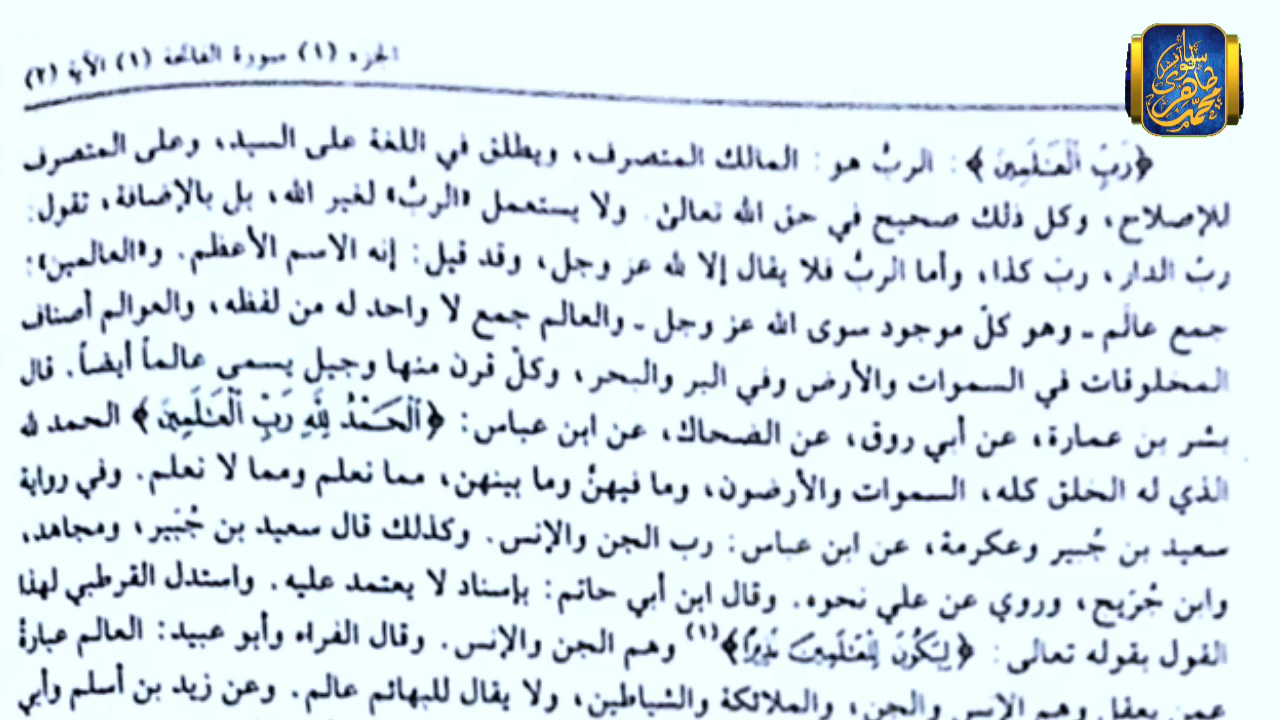 الجزء (١) سورة الفاتحة (١) الآية (٢)
﴿رَبِّ ٱلْعَـٰلَمِينَ﴾: الربُّ هو: المالك المتصرف، ويطلق في اللغة على السيد، وعلى المتصرف
للإصلاح، وكل ذلك صحيح في حق الله تعالىٰ. ولا يستعمل «الربُّ» لغير الله، بل بالإضافة، تقول:
ربّ الدار، ربّ كذا، وأما الربُّ فلا يقال إلا لله عز وجل، وقد قيل: إنه الاسم الأعظم. و«العالمين»:
جمع عالَم ـ وهو كلّ موجود سوى الله عز وجل ـ والعالم جمع لا واحد له من لفظه، والعوالم أصناف
المخلوقات في السموات والأرض وفي البر والبحر، وكلّ قرن منها وجيل يسمى عالماً أيضاً. قال
بشر بن عمارة، عن أبي روق، عن الضحاك، عن ابن عباس: ﴿ٱلْحَـمْدُ لِلَّهِ رَبِّ ٱلْعَـٰلَمِينَ﴾ الحمد لله
الذي له الخلق كله، السموات والأرضون، وما فيهنَّ وما بينهن، مما نعلم ومما لا نعلم. وفي رواية
سعيد بن جُبير وعكرمة، عن ابن عباس: رب الجن والإنس. وكذلك قال سعيد بن جُبَير، ومجاهد،
وابن جُرَيح، وروي عن علي نحوه. وقال ابن أبي حاتم: بإسناد لا يعتمد عليه. واستدل القرطبي لهذا
القول بقوله تعالى: ﴿لِيَكُونَ لِلْعَـٰلَمِينَ نَذِيرًا﴾(١) وهم الجن والإنس. وقال الفراء وأبو عبيد: العالم عبارةٌ
عمن يعقل وهم الإنس والجن، والملائكة والشياطين، ولا يقال للبهائم عالم. وعن زيد بن أسلم وأبي